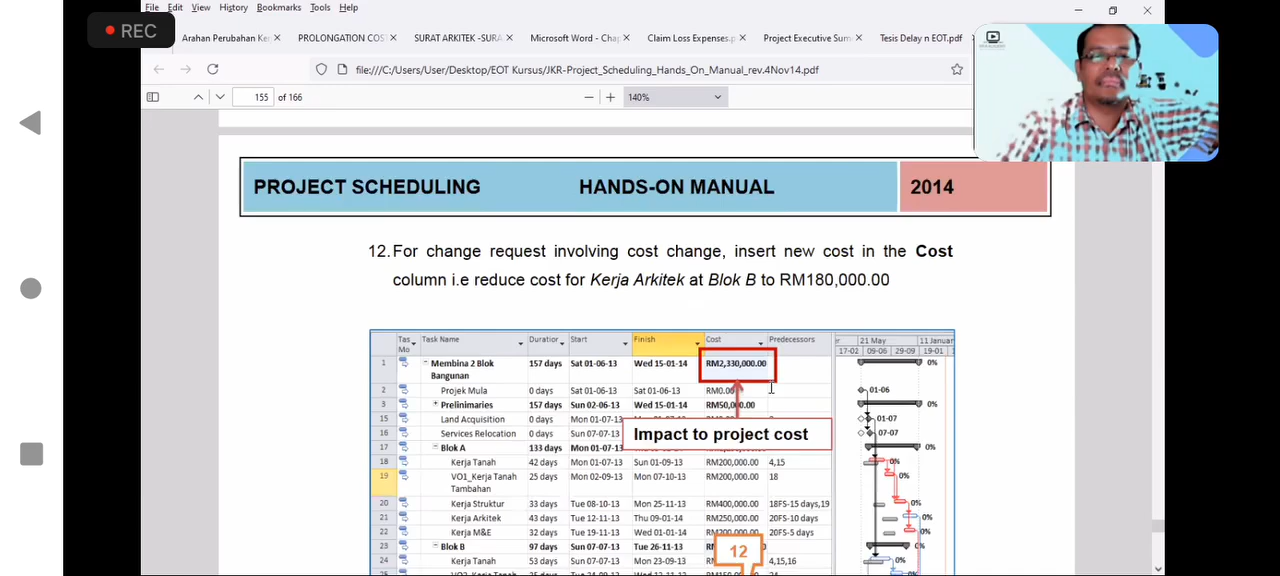 File Edit View History Bookmarks Tools Help
REC
Arahan Perubahan Ke
PROLONGATION COS
SURAT ARKITEK -SURA
Microsoft Word - Chap
Claim Loss Expenses.p
Project Executive Sum
Tesis Delay n EOT.pdf
file:///C:/Users/User/Desktop/EOT Kursus/JKR-Project_Scheduling_Hands_On_Manual_rev.4Nov14.pdf
155 of 166
140%
PROJECT SCHEDULING HANDS-ON MANUAL 2014
12. For change request involving cost change, insert new cost in the Cost
column i.e reduce cost for Kerja Arkitek at Blok B to RM180,000.00
Tas Mo Task Name Duration Start Finish Cost Predecessors
21 May 11 Januar
17-02 09-06 29-09 19-01
1 Membina 2 Blok Bangunan 157 days Sat 01-06-13 Wed 15-01-14 RM2,330,000.00 0%
2 Projek Mula 0 days Sat 01-06-13 Sat 01-06-13 01-06
3 Prelinimaries 157 days Sun 02-06-13 Wed 15-01-14 RM50,000.00 0%
15 Land Acquisition 0 days Mon 01-07-13 01-07
16 Services Relocation 0 days Sun 07-07-13 07-07
Impact to project cost
17 Blok A 133 days Mon 01-07-13 0%
18 Kerja Tanah 42 days Mon 01-07-13 Sun 01-09-13 RM200,000.00 4,15 0%
19 VO1_Kerja Tanah Tambahan 25 days Mon 02-09-13 Mon 07-10-13 RM200,000.00 18 0%
20 Kerja Struktur 33 days Tue 08-10-13 Mon 25-11-13 RM400,000.00 18FS-15 days,19 0%
21 Kerja Arkitek 43 days Tue 12-11-13 Thu 09-01-14 RM250,000.00 20FS-10 days 0%
22 Kerja M&E 32 days Tue 19-11-13 Wed 01-01-14 RM200,000.00 20FS-5 days 0%
23 Blok B 97 days Sun 07-07-13 Tue 26-11-13 0%
12
24 Kerja Tanah 53 days Sun 07-07-13 Mon 23-09-13 4,15,16 0%